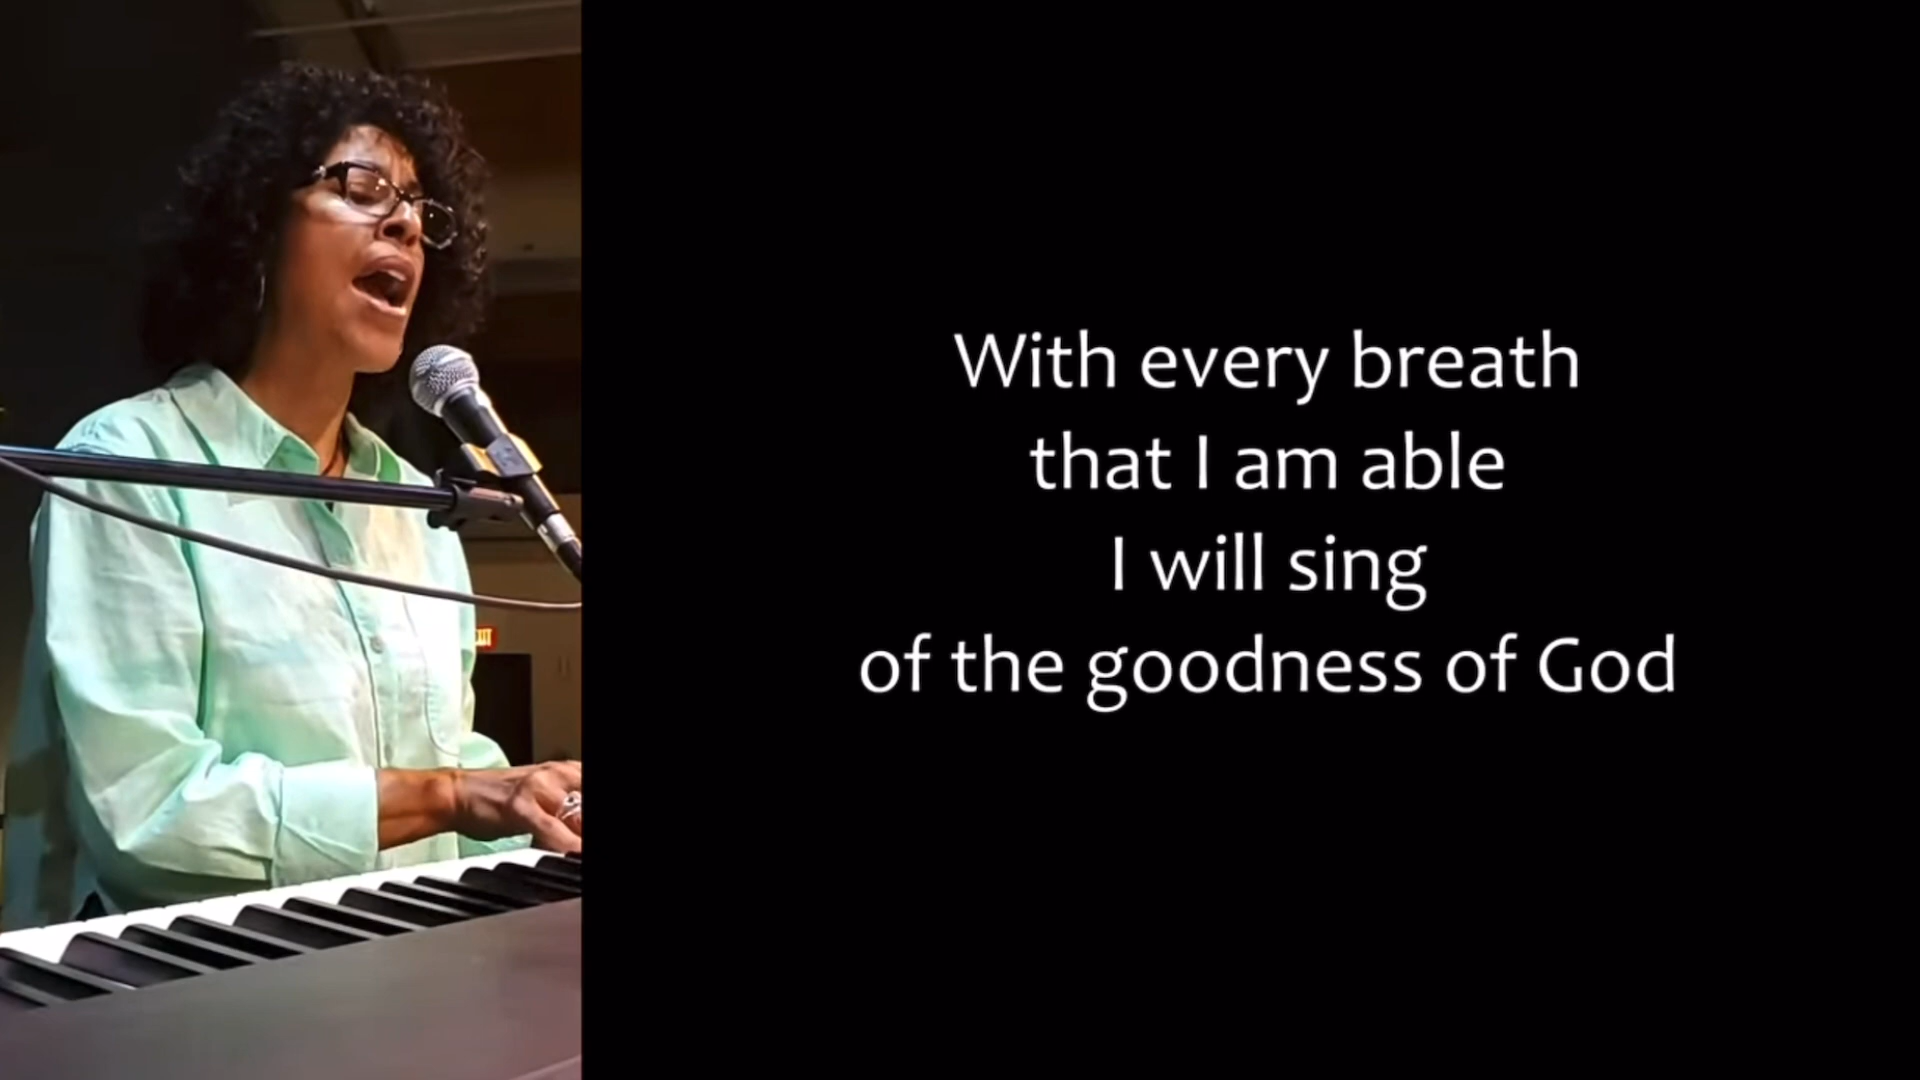 With every breath
that I am able
I will sing
of the goodness of God